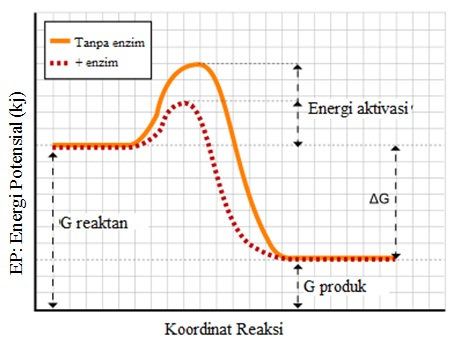 Tanpa enzim
+ enzim
EP: Energi Potensial (kj)
Energi aktivasi
G reaktan
ΔG
G produk
Koordinat Reaksi